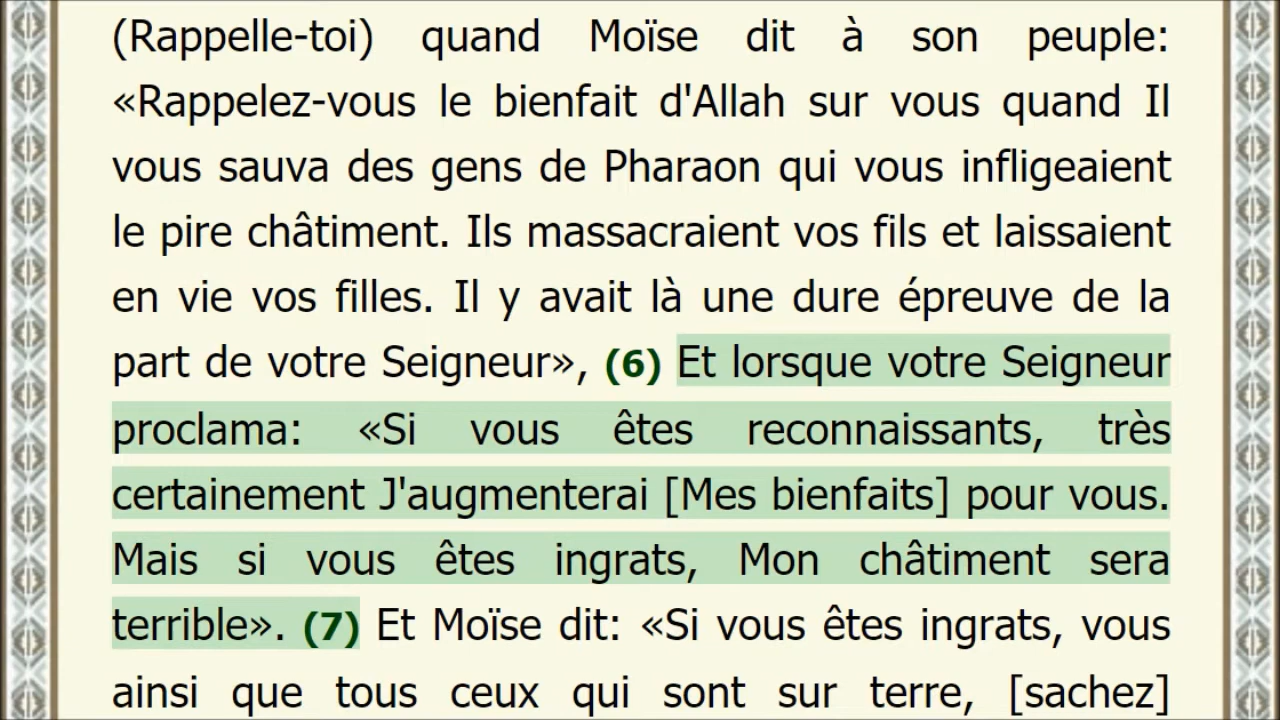 (Rappelle-toi) quand Moïse dit à son peuple:
«Rappelez-vous le bienfait d'Allah sur vous quand Il
vous sauva des gens de Pharaon qui vous infligeaient
le pire châtiment. Ils massacraient vos fils et laissaient
en vie vos filles. Il y avait là une dure épreuve de la
part de votre Seigneur», (6) Et lorsque votre Seigneur
proclama: «Si vous êtes reconnaissants, très
certainement J'augmenterai [Mes bienfaits] pour vous.
Mais si vous êtes ingrats, Mon châtiment sera
terrible». (7) Et Moïse dit: «Si vous êtes ingrats, vous
ainsi que tous ceux qui sont sur terre, [sachez]